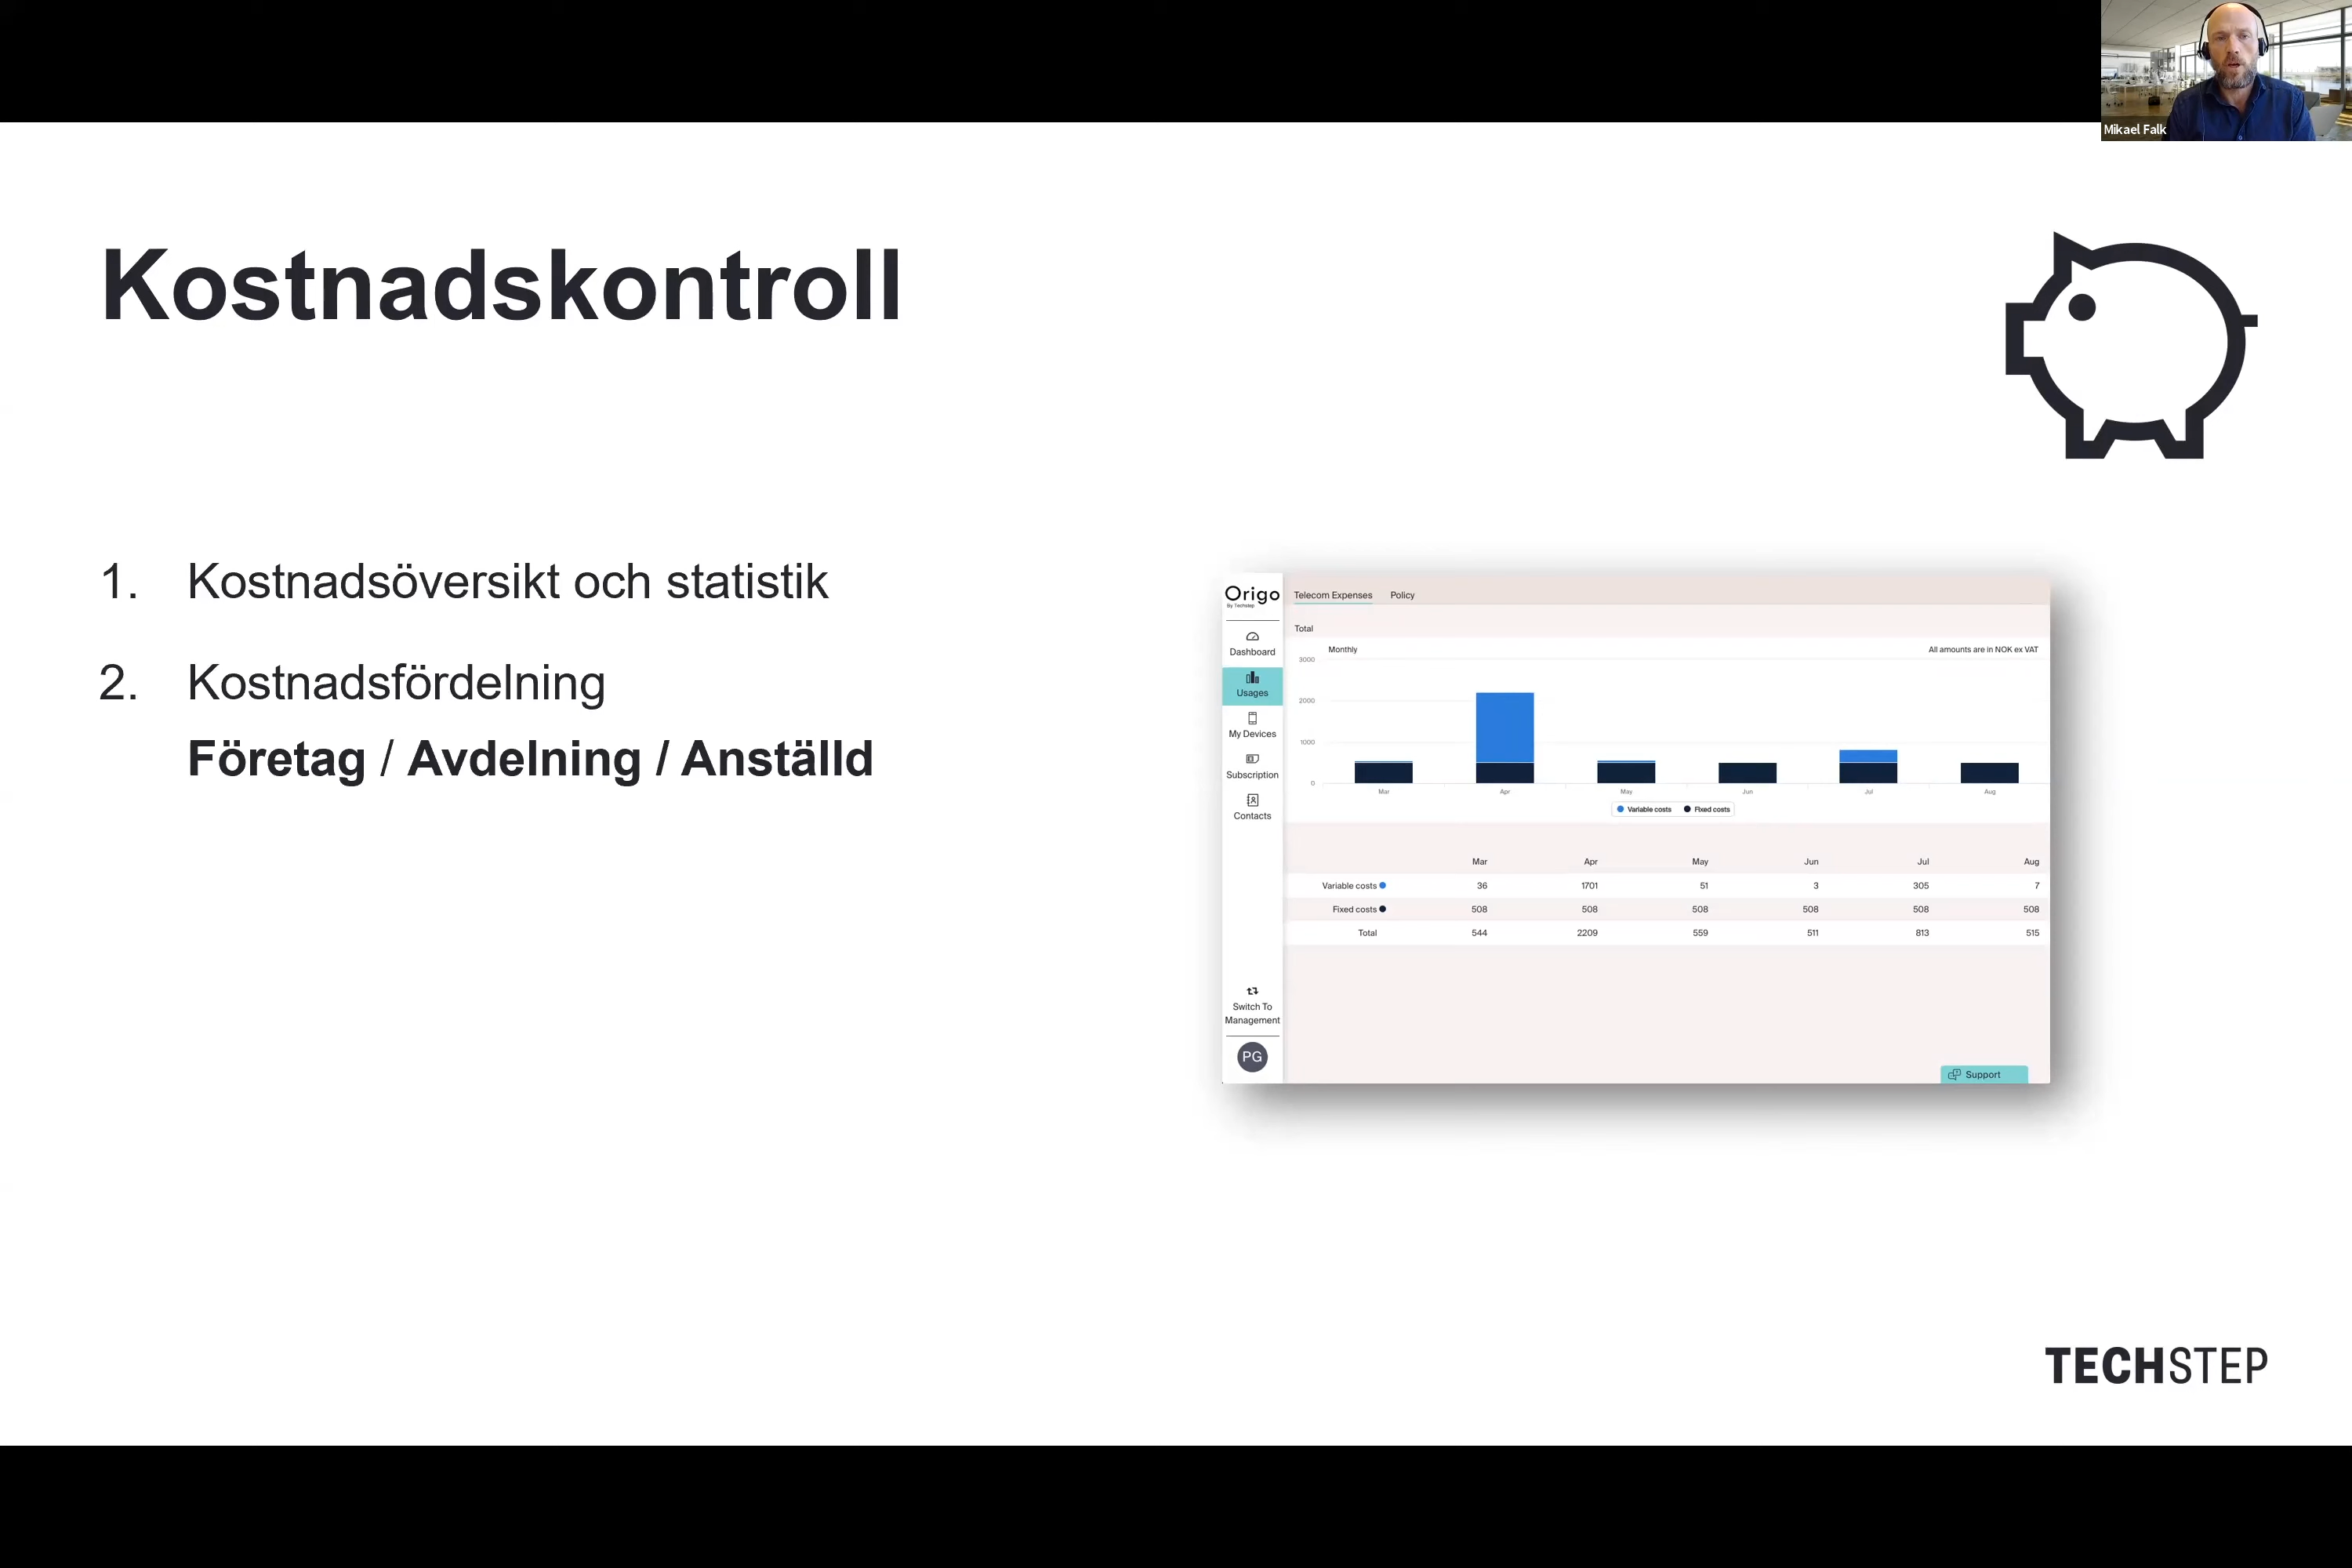 Mikael Falk
Kostnadskontroll
1. Kostnadsöversikt och statistik
2. Kostnadsfördelning
Företag / Avdelning / Anställd
Origo
By Techstep
Dashboard
Usages
My Devices
Subscription
Contacts
Switch To
Management
PG
Telecom Expenses Policy
Total
Monthly All amounts are in NOK ex VAT
3000
2000
1000
0
Mar Apr May Jun Jul Aug
Variable costs Fixed costs
Mar Apr May Jun Jul Aug
Variable costs 36 1701 51 3 305 7
Fixed costs 508 508 508 508 508 508
Total 544 2209 559 511 813 515
Support
TECHSTEP